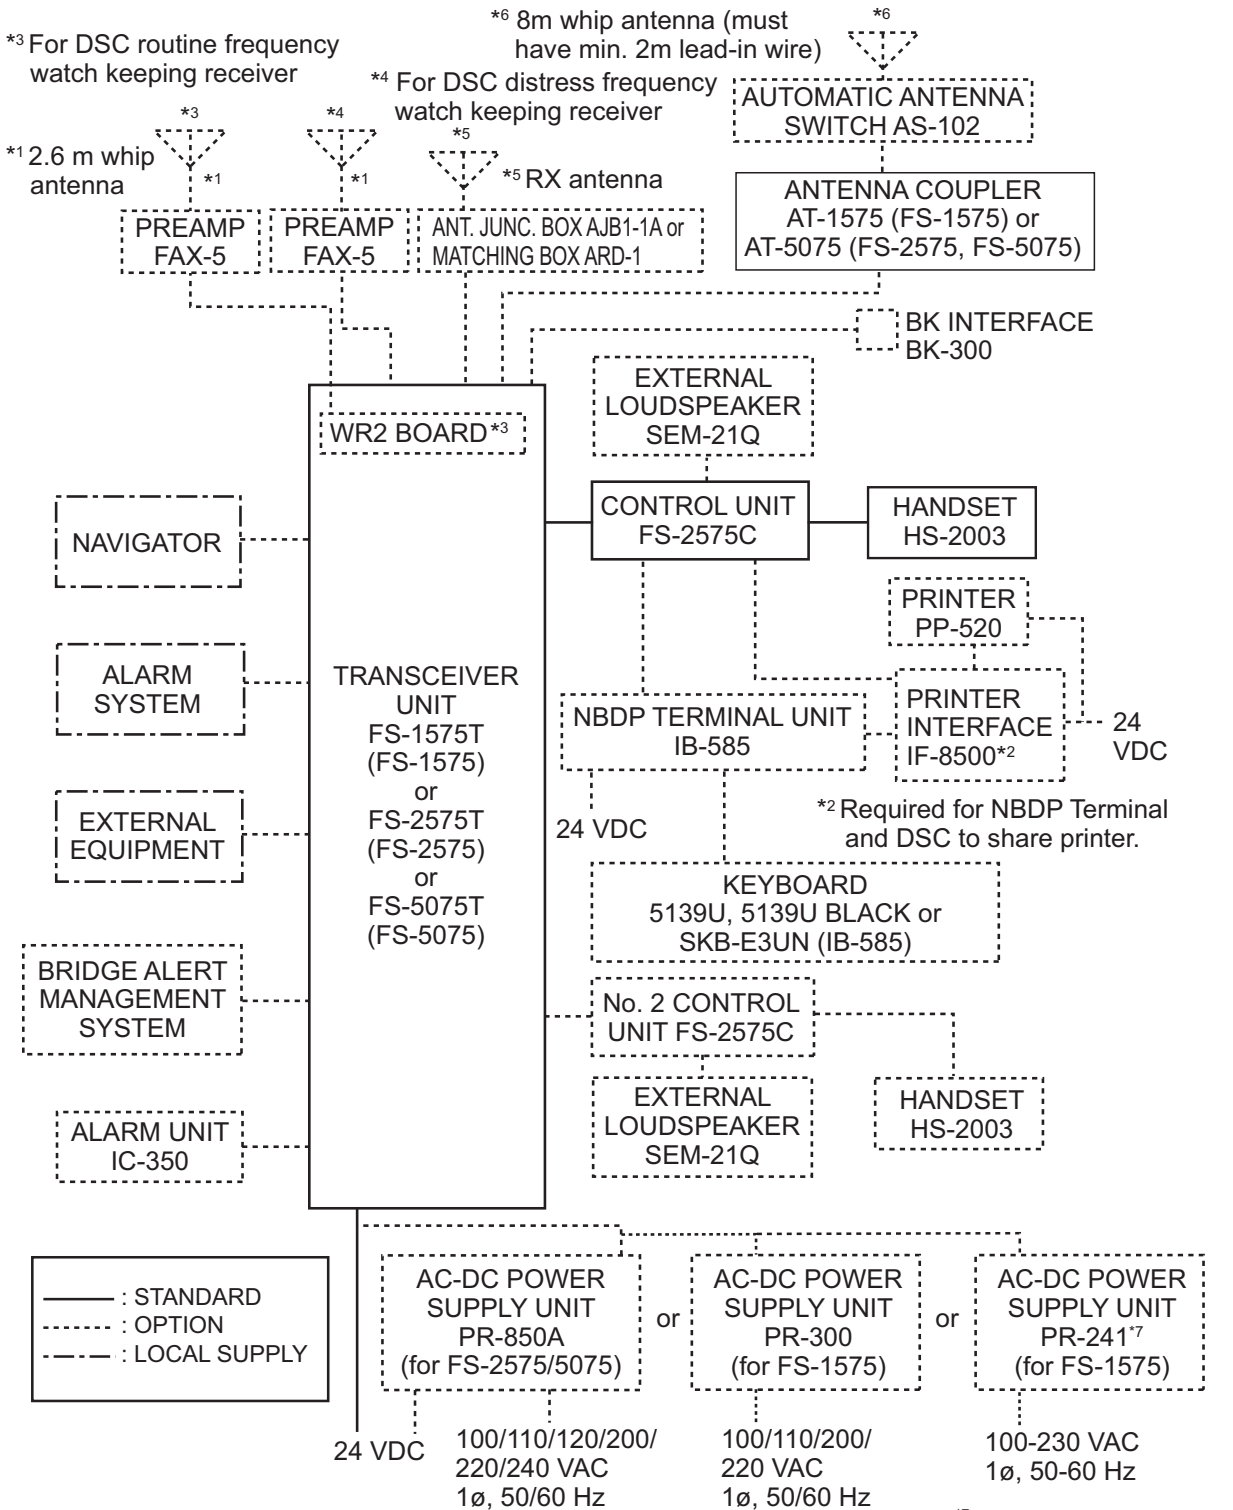 *6 8m whip antenna (must
have min. 2m lead-in wire)
*6
*3 For DSC routine frequency
watch keeping receiver
*4 For DSC distress frequency
watch keeping receiver
AUTOMATIC ANTENNA
SWITCH AS-102
*3
*4
*5
*1 2.6 m whip
antenna
*1
*1
*5 RX antenna
ANTENNA COUPLER
AT-1575 (FS-1575) or
AT-5075 (FS-2575, FS-5075)
PREAMP
FAX-5
PREAMP
FAX-5
ANT. JUNC. BOX AJB1-1A or
MATCHING BOX ARD-1
BK INTERFACE
BK-300
EXTERNAL
LOUDSPEAKER
SEM-21Q
WR2 BOARD*3
CONTROL UNIT
FS-2575C
HANDSET
HS-2003
NAVIGATOR
PRINTER
PP-520
ALARM
SYSTEM
TRANSCEIVER
UNIT
FS-1575T
(FS-1575)
or
FS-2575T
(FS-2575)
or
FS-5075T
(FS-5075)
NBDP TERMINAL UNIT
IB-585
PRINTER
INTERFACE
IF-8500*2
24
VDC
24 VDC
*2 Required for NBDP Terminal
and DSC to share printer.
EXTERNAL
EQUIPMENT
KEYBOARD
5139U, 5139U BLACK or
SKB-E3UN (IB-585)
BRIDGE ALERT
MANAGEMENT
SYSTEM
No. 2 CONTROL
UNIT FS-2575C
EXTERNAL
LOUDSPEAKER
SEM-21Q
HANDSET
HS-2003
ALARM UNIT
IC-350
: STANDARD
: OPTION
: LOCAL SUPPLY
AC-DC POWER
SUPPLY UNIT
PR-850A
(for FS-2575/5075)
or
AC-DC POWER
SUPPLY UNIT
PR-300
(for FS-1575)
or
AC-DC POWER
SUPPLY UNIT
PR-241*7
(for FS-1575)
24 VDC
100/110/120/200/
220/240 VAC
1ø, 50/60 Hz
100/110/200/
220 VAC
1ø, 50/60 Hz
100-230 VAC
1ø, 50-60 Hz